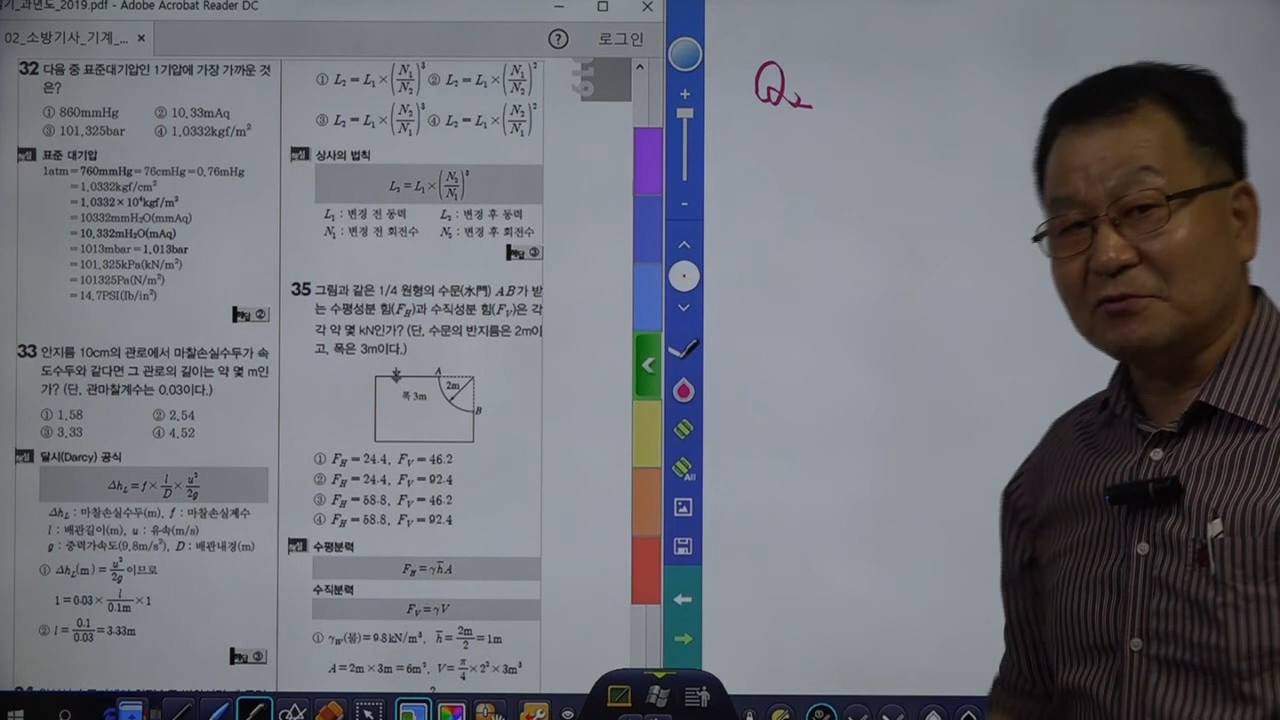 기_과년도_2019.pdf - Adobe Acrobat Reader DC
02_소방기사_기계_...
로그인
32 다음 중 표준대기압인 1기압에 가장 가까운 것
은?
① 860mmHg ② 10.33mAq
③ 101.325bar ④ 1.0332kgf/m²
해설 표준 대기압
1atm = 760mmHg = 76cmHg = 0.76mHg
= 1.0332kgf/cm²
= 1.0332×10⁴kgf/m²
= 10332mmH₂O(mmAq)
= 10.332mH₂O(mAq)
= 1013mbar = 1.013bar
= 101.325kPa(kN/m²)
= 101325Pa(N/m²)
= 14.7PSI(lb/in²)
해답 ②
33 안지름 10cm의 관로에서 마찰손실수두가 속
도수두와 같다면 그 관로의 길이는 약 몇 m인
가? (단, 관마찰계수는 0.03이다.)
① 1.58 ② 2.54
③ 3.33 ④ 4.52
해설 달시(Darcy) 공식
Δh_L = f × l/D × u²/2g
Δh_L : 마찰손실수두(m), f : 마찰손실계수
l : 배관길이(m), u : 유속(m/s)
g : 중력가속도(9.8m/s²), D : 배관내경(m)
① Δh_L(m) = u²/2g 이므로
1 = 0.03 × l/0.1m × 1
② l = 0.1/0.03 = 3.33m
해답 ③
① L₂ = L₁ × (N₁/N₂)³ ② L₂ = L₁ × (N₁/N₂)²
③ L₂ = L₁ × (N₂/N₁)³ ④ L₂ = L₁ × (N₂/N₁)²
해설 상사의 법칙
L₂ = L₁ × (N₂/N₁)³
L₁ : 변경 전 동력 L₂ : 변경 후 동력
N₁ : 변경 전 회전수 N₂ : 변경 후 회전수
해답 ③
35 그림과 같은 1/4 원형의 수문(水門) AB가 받
는 수평성분 힘(F_H)과 수직성분 힘(F_V)은 각
각 약 몇 kN인가? (단, 수문의 반지름은 2m이
고, 폭은 3m이다.)
A
2m
폭 3m
B
① F_H = 24.4, F_V = 46.2
② F_H = 24.4, F_V = 92.4
③ F_H = 58.8, F_V = 46.2
④ F_H = 58.8, F_V = 92.4
해설 수평분력
F_H = γh̄A
수직분력
F_V = γV
① γ_W(물) = 9.8kN/m³, h̄ = 2m/2 = 1m
A = 2m × 3m = 6m², V = π/4 × 2² × 3m³
Q₂
All